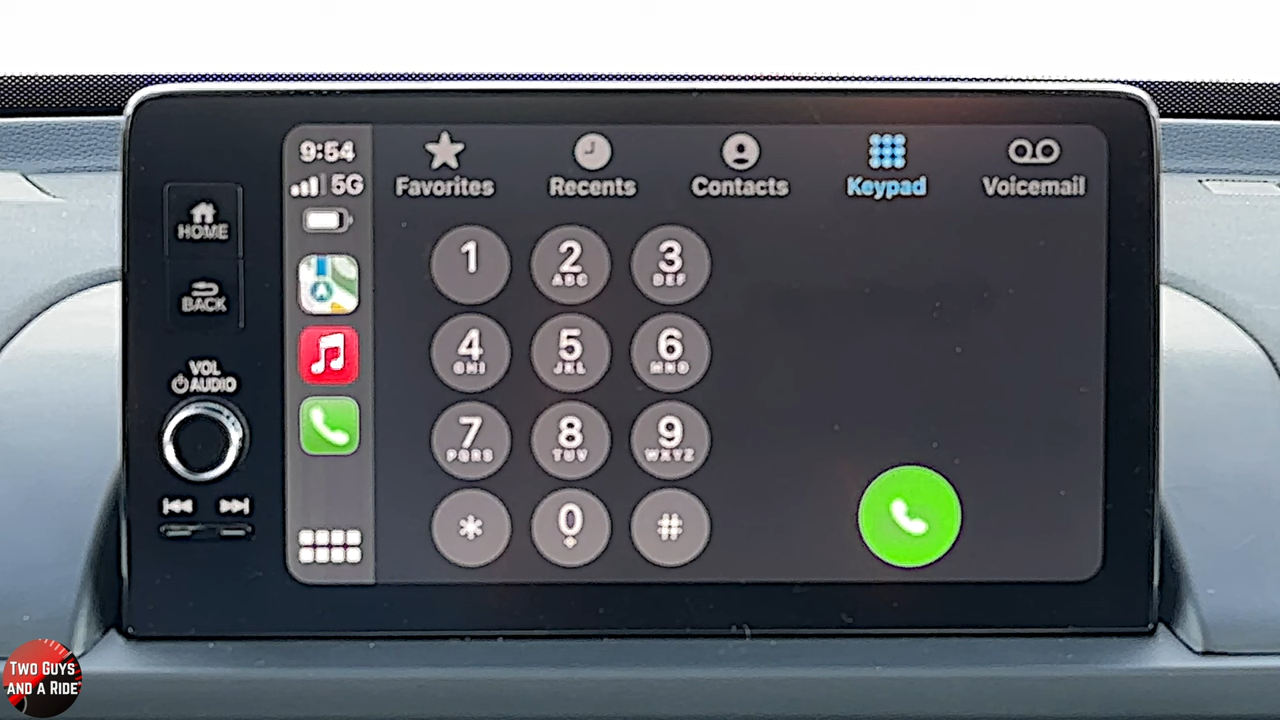 HOME
BACK
VOL
AUDIO
9:54
5G
Favorites
Recents
Contacts
Keypad
Voicemail
1
2
ABC
3
DEF
4
GHI
5
JKL
6
MNO
7
PQRS
8
TUV
9
WXYZ
*
0
+
#
TWO GUYS
AND A RIDE